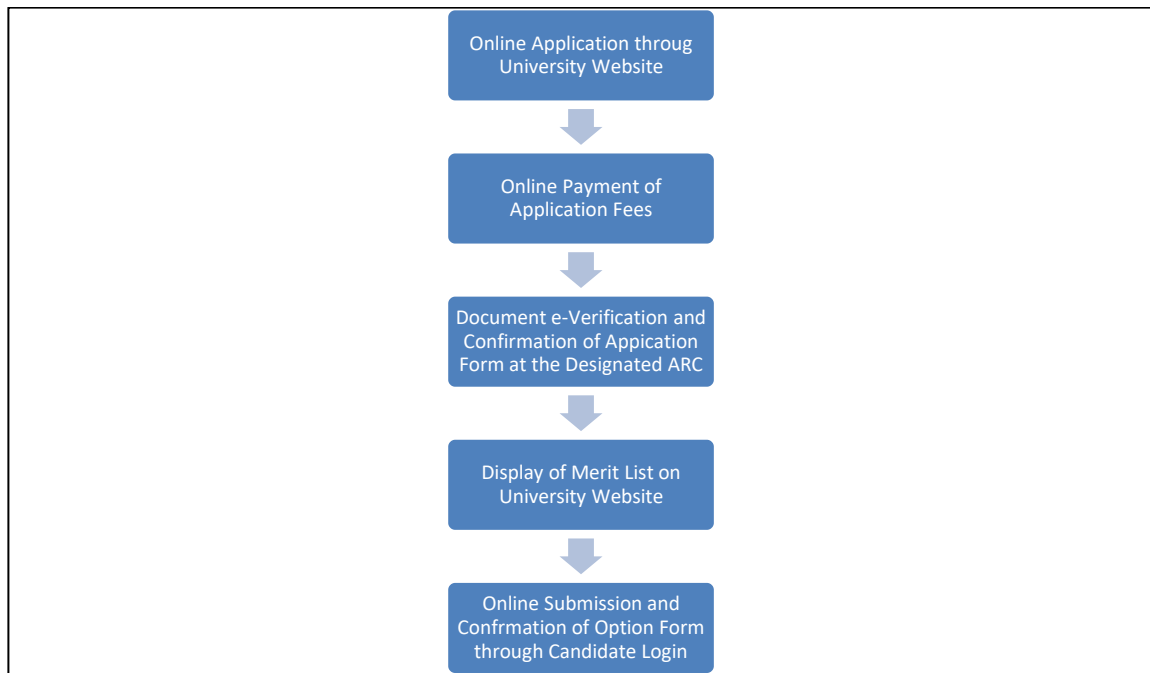 Online Application throug
University Website
Online Payment of
Application Fees
Document e-Verification and
Confirmation of Appication
Form at the Designated ARC
Display of Merit List on
University Website
Online Submission and
Confrmation of Option Form
through Candidate Login